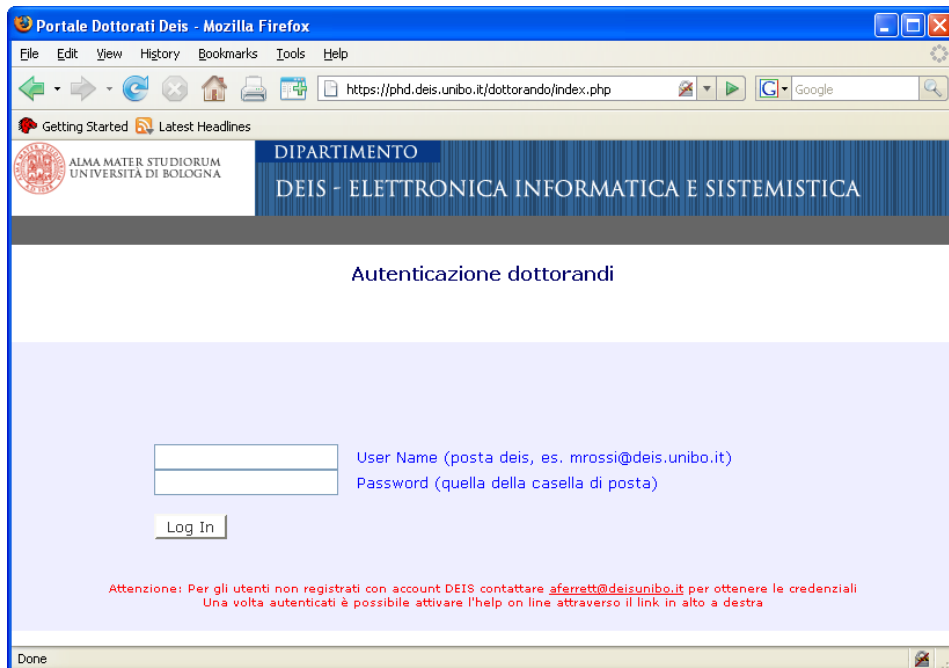 Portale Dottorati Deis - Mozilla Firefox
File Edit View History Bookmarks Tools Help
https://phd.deis.unibo.it/dottorando/index.php
G Google
Getting Started Latest Headlines
ALMA MATER STUDIORUM
UNIVERSITÀ DI BOLOGNA
DIPARTIMENTO
DEIS - ELETTRONICA INFORMATICA E SISTEMISTICA
Autenticazione dottorandi
User Name (posta deis, es. mrossi@deis.unibo.it)
Password (quella della casella di posta)
Log In
Attenzione: Per gli utenti non registrati con account DEIS contattare aferrett@deisunibo.it per ottenere le credenziali
Una volta autenticati è possibile attivare l'help on line attraverso il link in alto a destra
Done